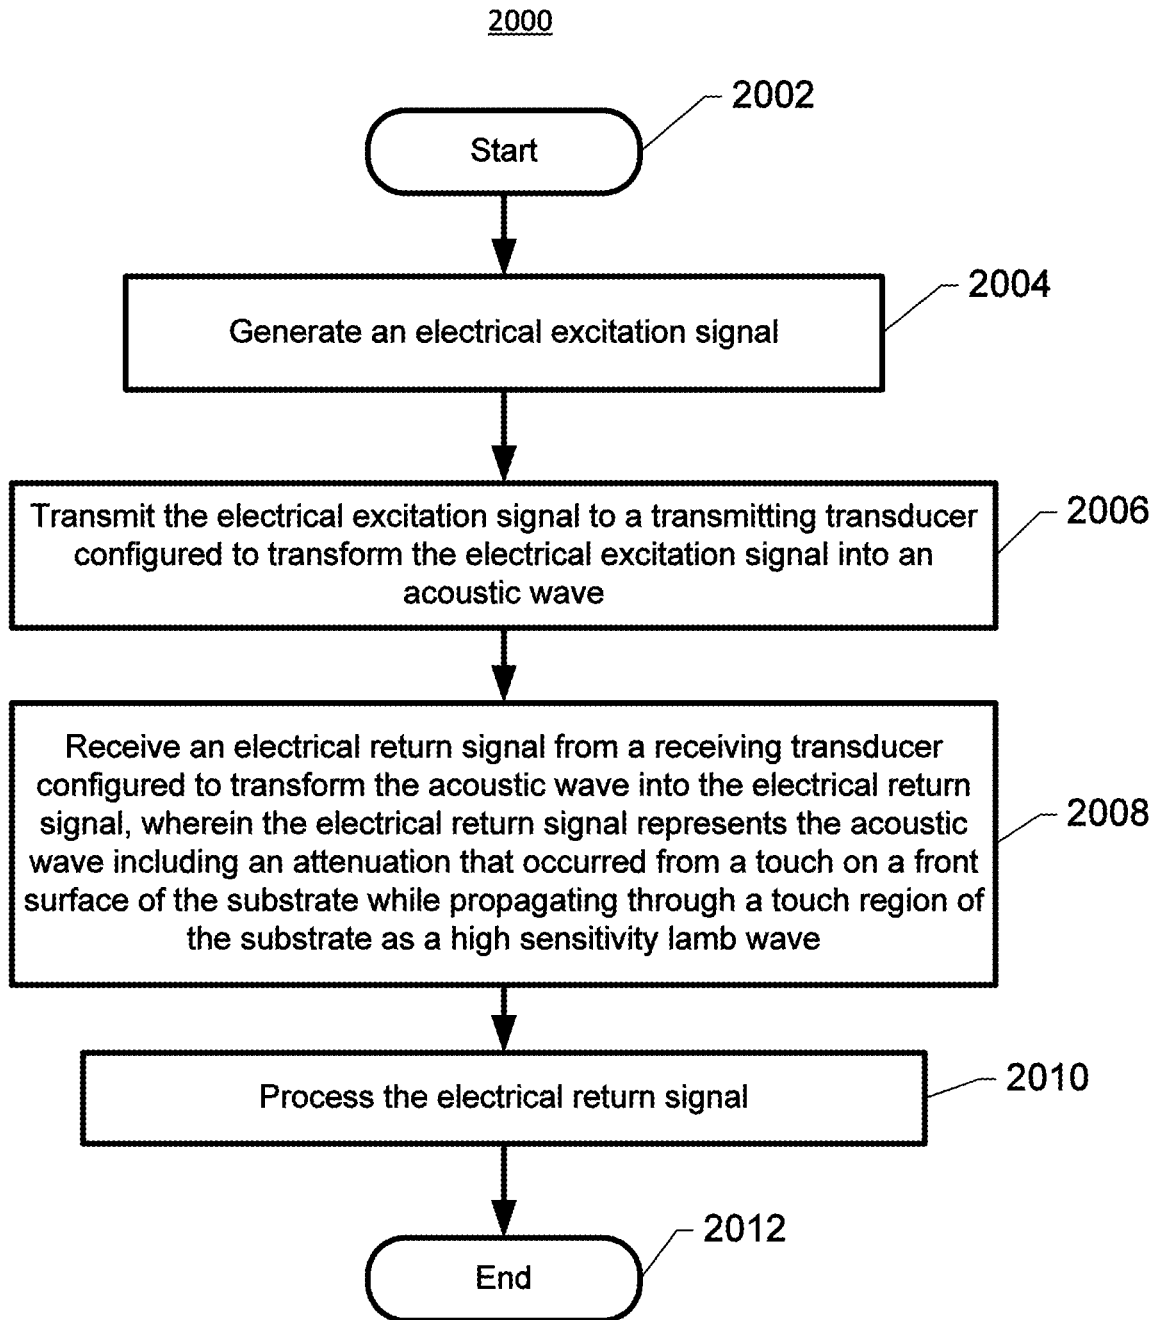 2000
2002
Start
2004
Generate an electrical excitation signal
2006
Transmit the electrical excitation signal to a transmitting transducer
configured to transform the electrical excitation signal into an
acoustic wave
2008
Receive an electrical return signal from a receiving transducer
configured to transform the acoustic wave into the electrical return
signal, wherein the electrical return signal represents the acoustic
wave including an attenuation that occurred from a touch on a front
surface of the substrate while propagating through a touch region of
the substrate as a high sensitivity lamb wave
2010
Process the electrical return signal
2012
End